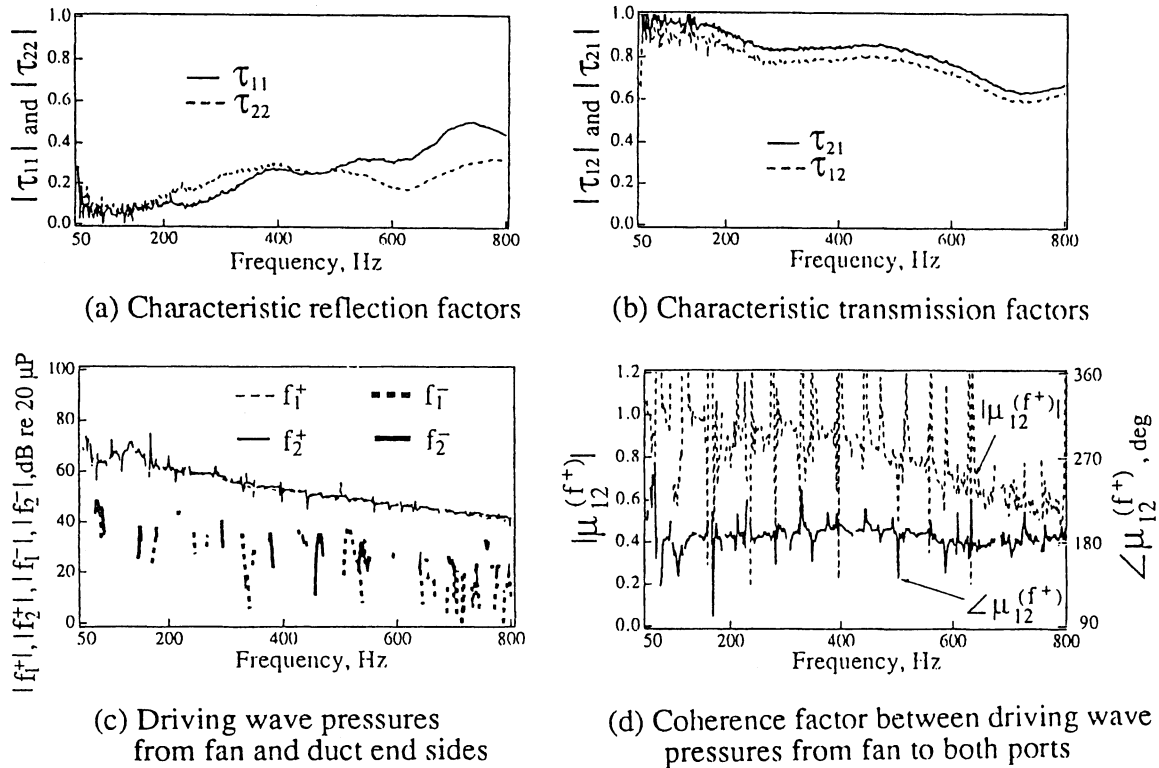 1.0
0.8
0.6
0.4
0.2
0.0
|τ11| and |τ22|
τ11
τ22
50 200 400 600 800
Frequency, Hz
(a) Characteristic reflection factors
1.0
0.8
0.6
0.4
0.2
0.0
|τ12| and |τ21|
τ21
τ12
50 200 400 600 800
Frequency, Hz
(b) Characteristic transmission factors
100
80
60
40
20
0
|f1+|, |f2+|, |f1−|, |f2−|, dB re 20 μP
f1+ f1−
f2+ f2−
50 200 400 600 800
Frequency, Hz
(c) Driving wave pressures
from fan and duct end sides
1.2
1.0
0.8
0.6
0.4
0.2
0.0
|μ12(f+)|
|μ12(f+)|
∠μ12(f+)
360
270
180
90
∠μ12(f+), deg
50 200 400 600 800
Frequency, Hz
(d) Coherence factor between driving wave
pressures from fan to both ports